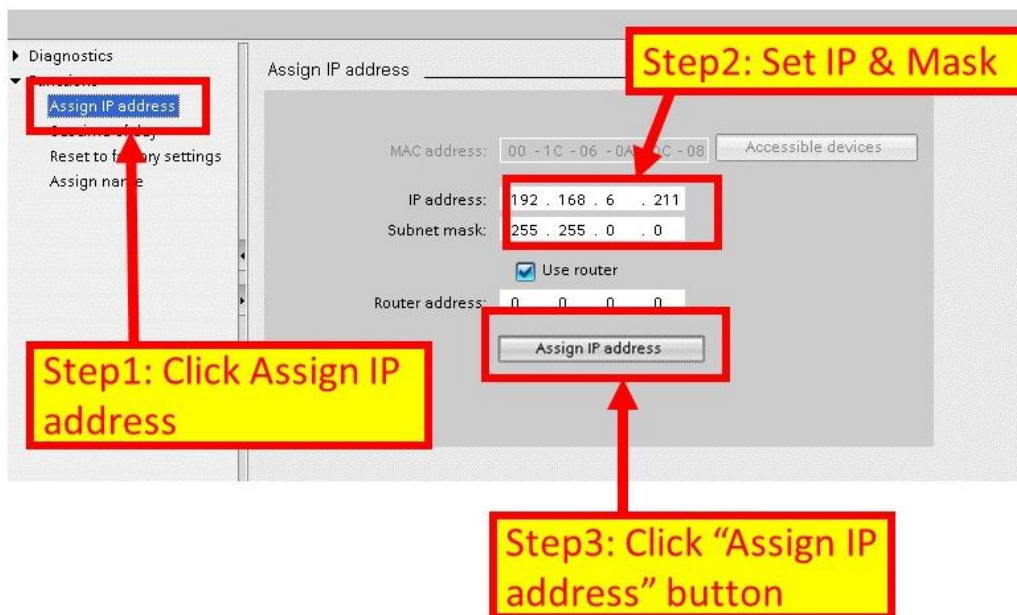 Diagnostics
Step2: Set IP & Mask
Assign IP address
Assign IP address
Reset to factory settings
Assign name
MAC address: 00 - 1C - 06 - 0A - DC - 08 Accessible devices
IP address: 192 . 168 . 6 . 211
Subnet mask: 255 . 255 . 0 . 0
Use router
Router address: 0 0 0 0
Assign IP address
Step1: Click Assign IP
address
Step3: Click “Assign IP
address” button